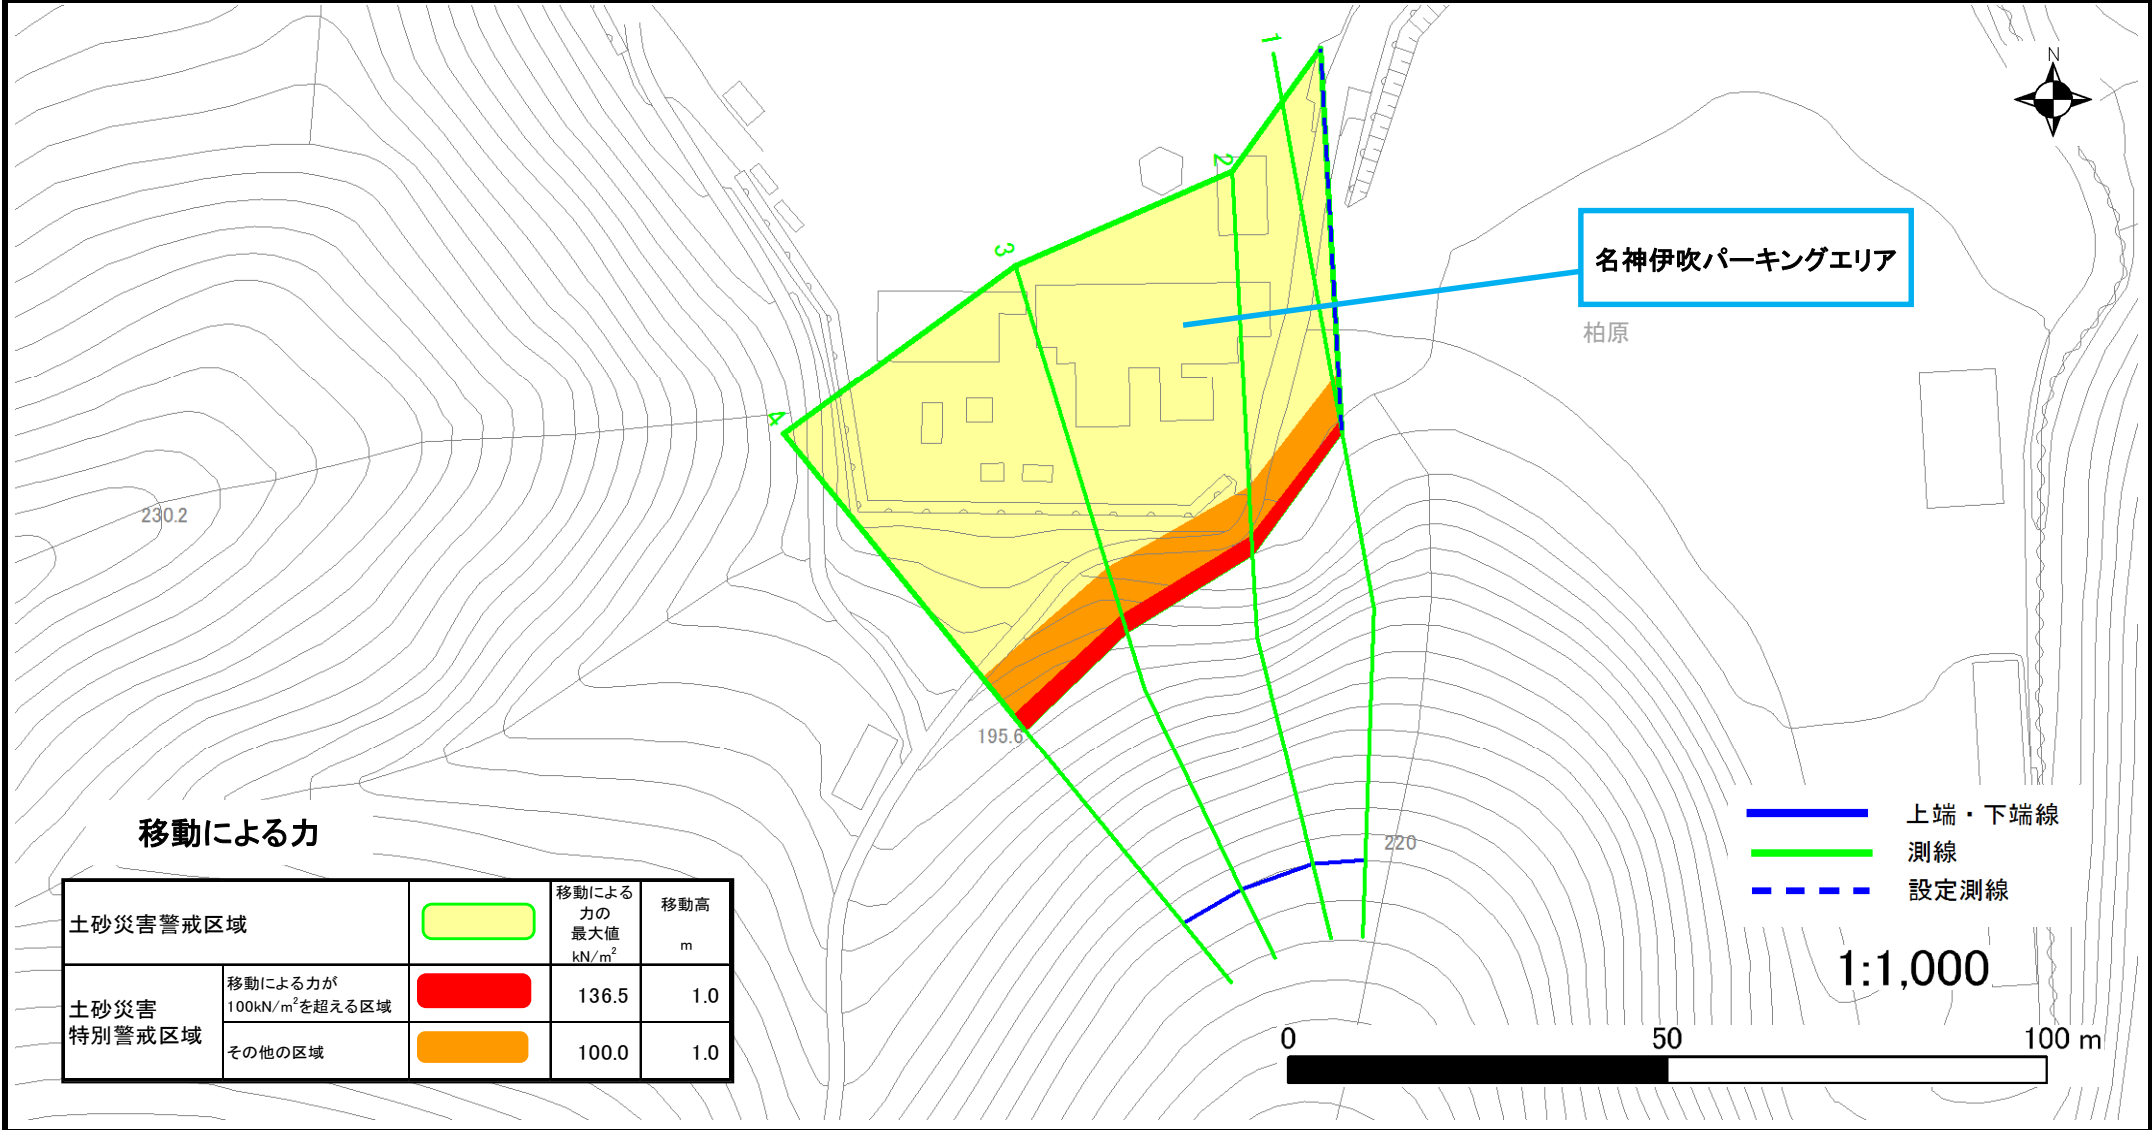 1
N
2
名神伊吹パーキングエリア
3
柏原
4
230.2
195.6
移動による力
220
上端・下端線
測線
設定測線
1:1,000
0 50 100 m
土砂災害警戒区域
移動による
力の
最大値
kN/m²
移動高
m
土砂災害
特別警戒区域
移動による力が
100kN/m²を超える区域
136.5
1.0
その他の区域
100.0
1.0